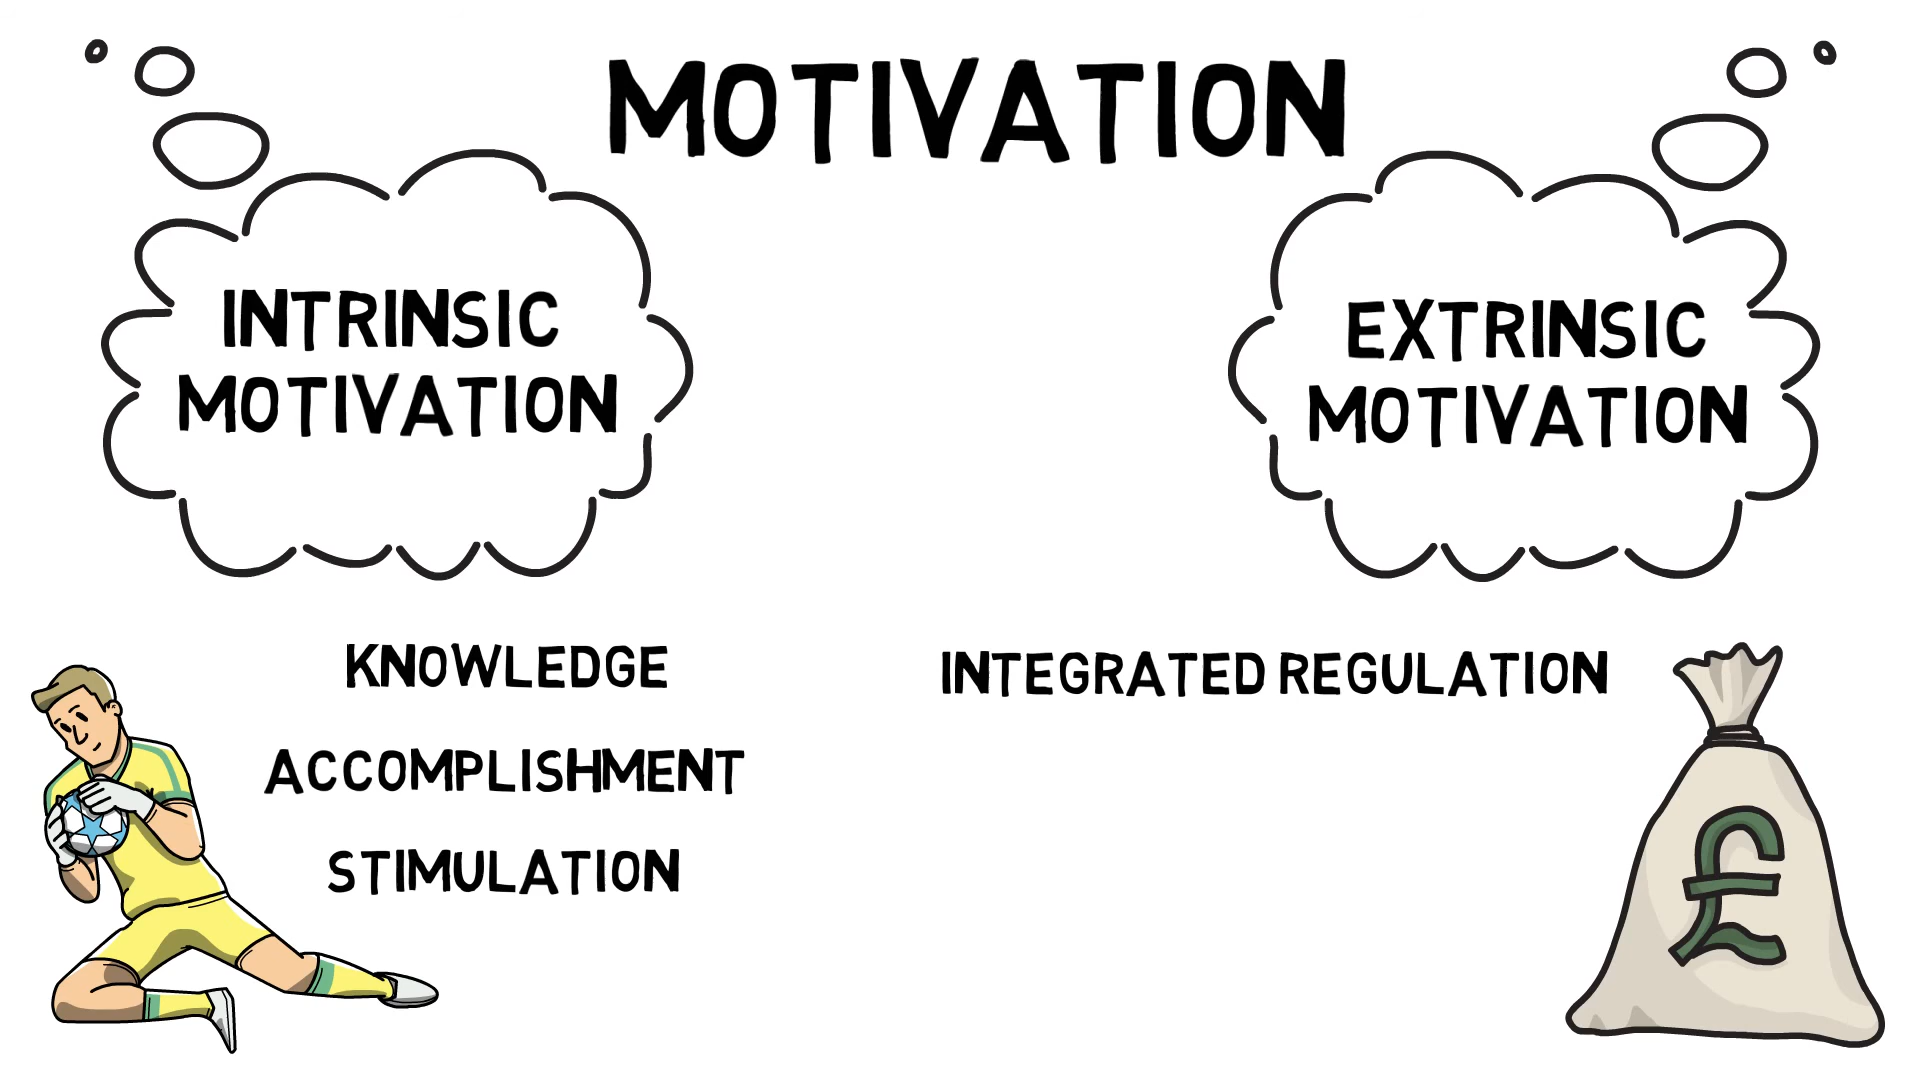 MOTIVATION
INTRINSIC
MOTIVATION
EXTRINSIC
MOTIVATION
KNOWLEDGE
ACCOMPLISHMENT
STIMULATION
INTEGRATED REGULATION
£